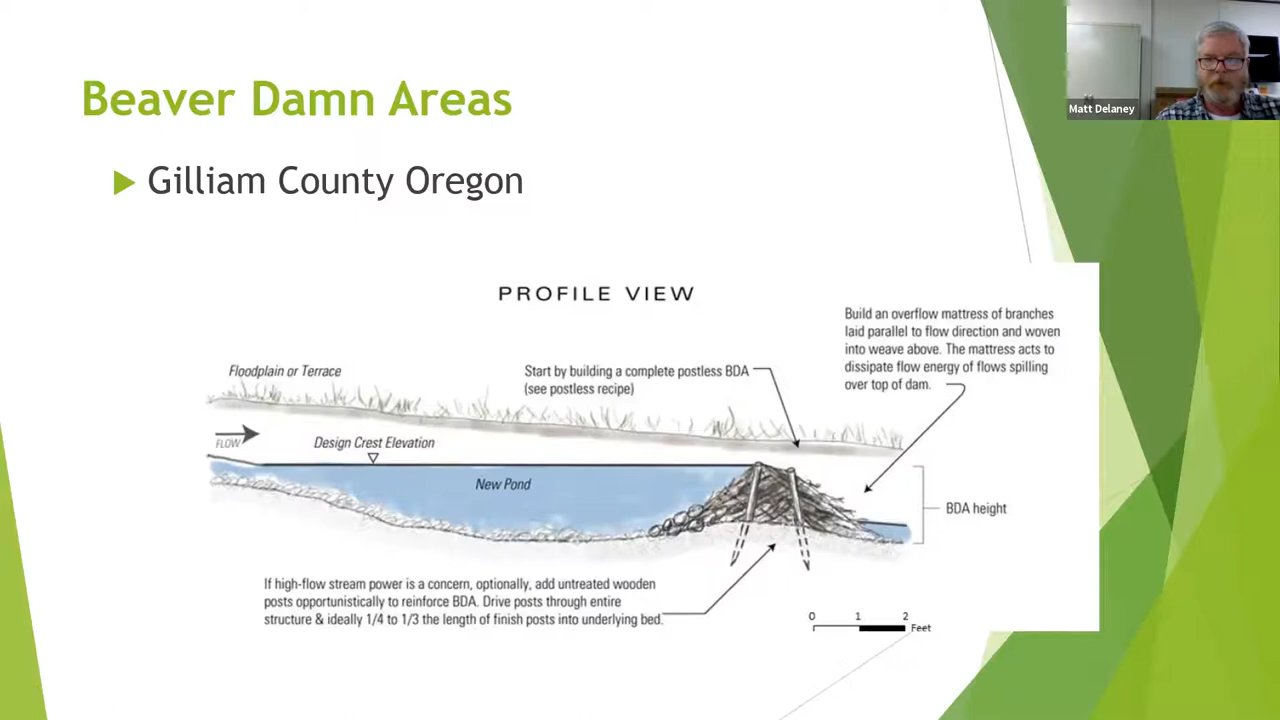 Beaver Damn Areas
Matt Delaney
Gilliam County Oregon
PROFILE VIEW
Build an overflow mattress of branches
laid parallel to flow direction and woven
into weave above. The mattress acts to
dissipate flow energy of flows spilling
over top of dam.
Floodplain or Terrace
Start by building a complete postless BDA
(see postless recipe)
FLOW
Design Crest Elevation
New Pond
BDA height
If high-flow stream power is a concern, optionally, add untreated wooden
posts opportunistically to reinforce BDA. Drive posts through entire
structure & ideally 1/4 to 1/3 the length of finish posts into underlying bed.
0 1 2
Feet